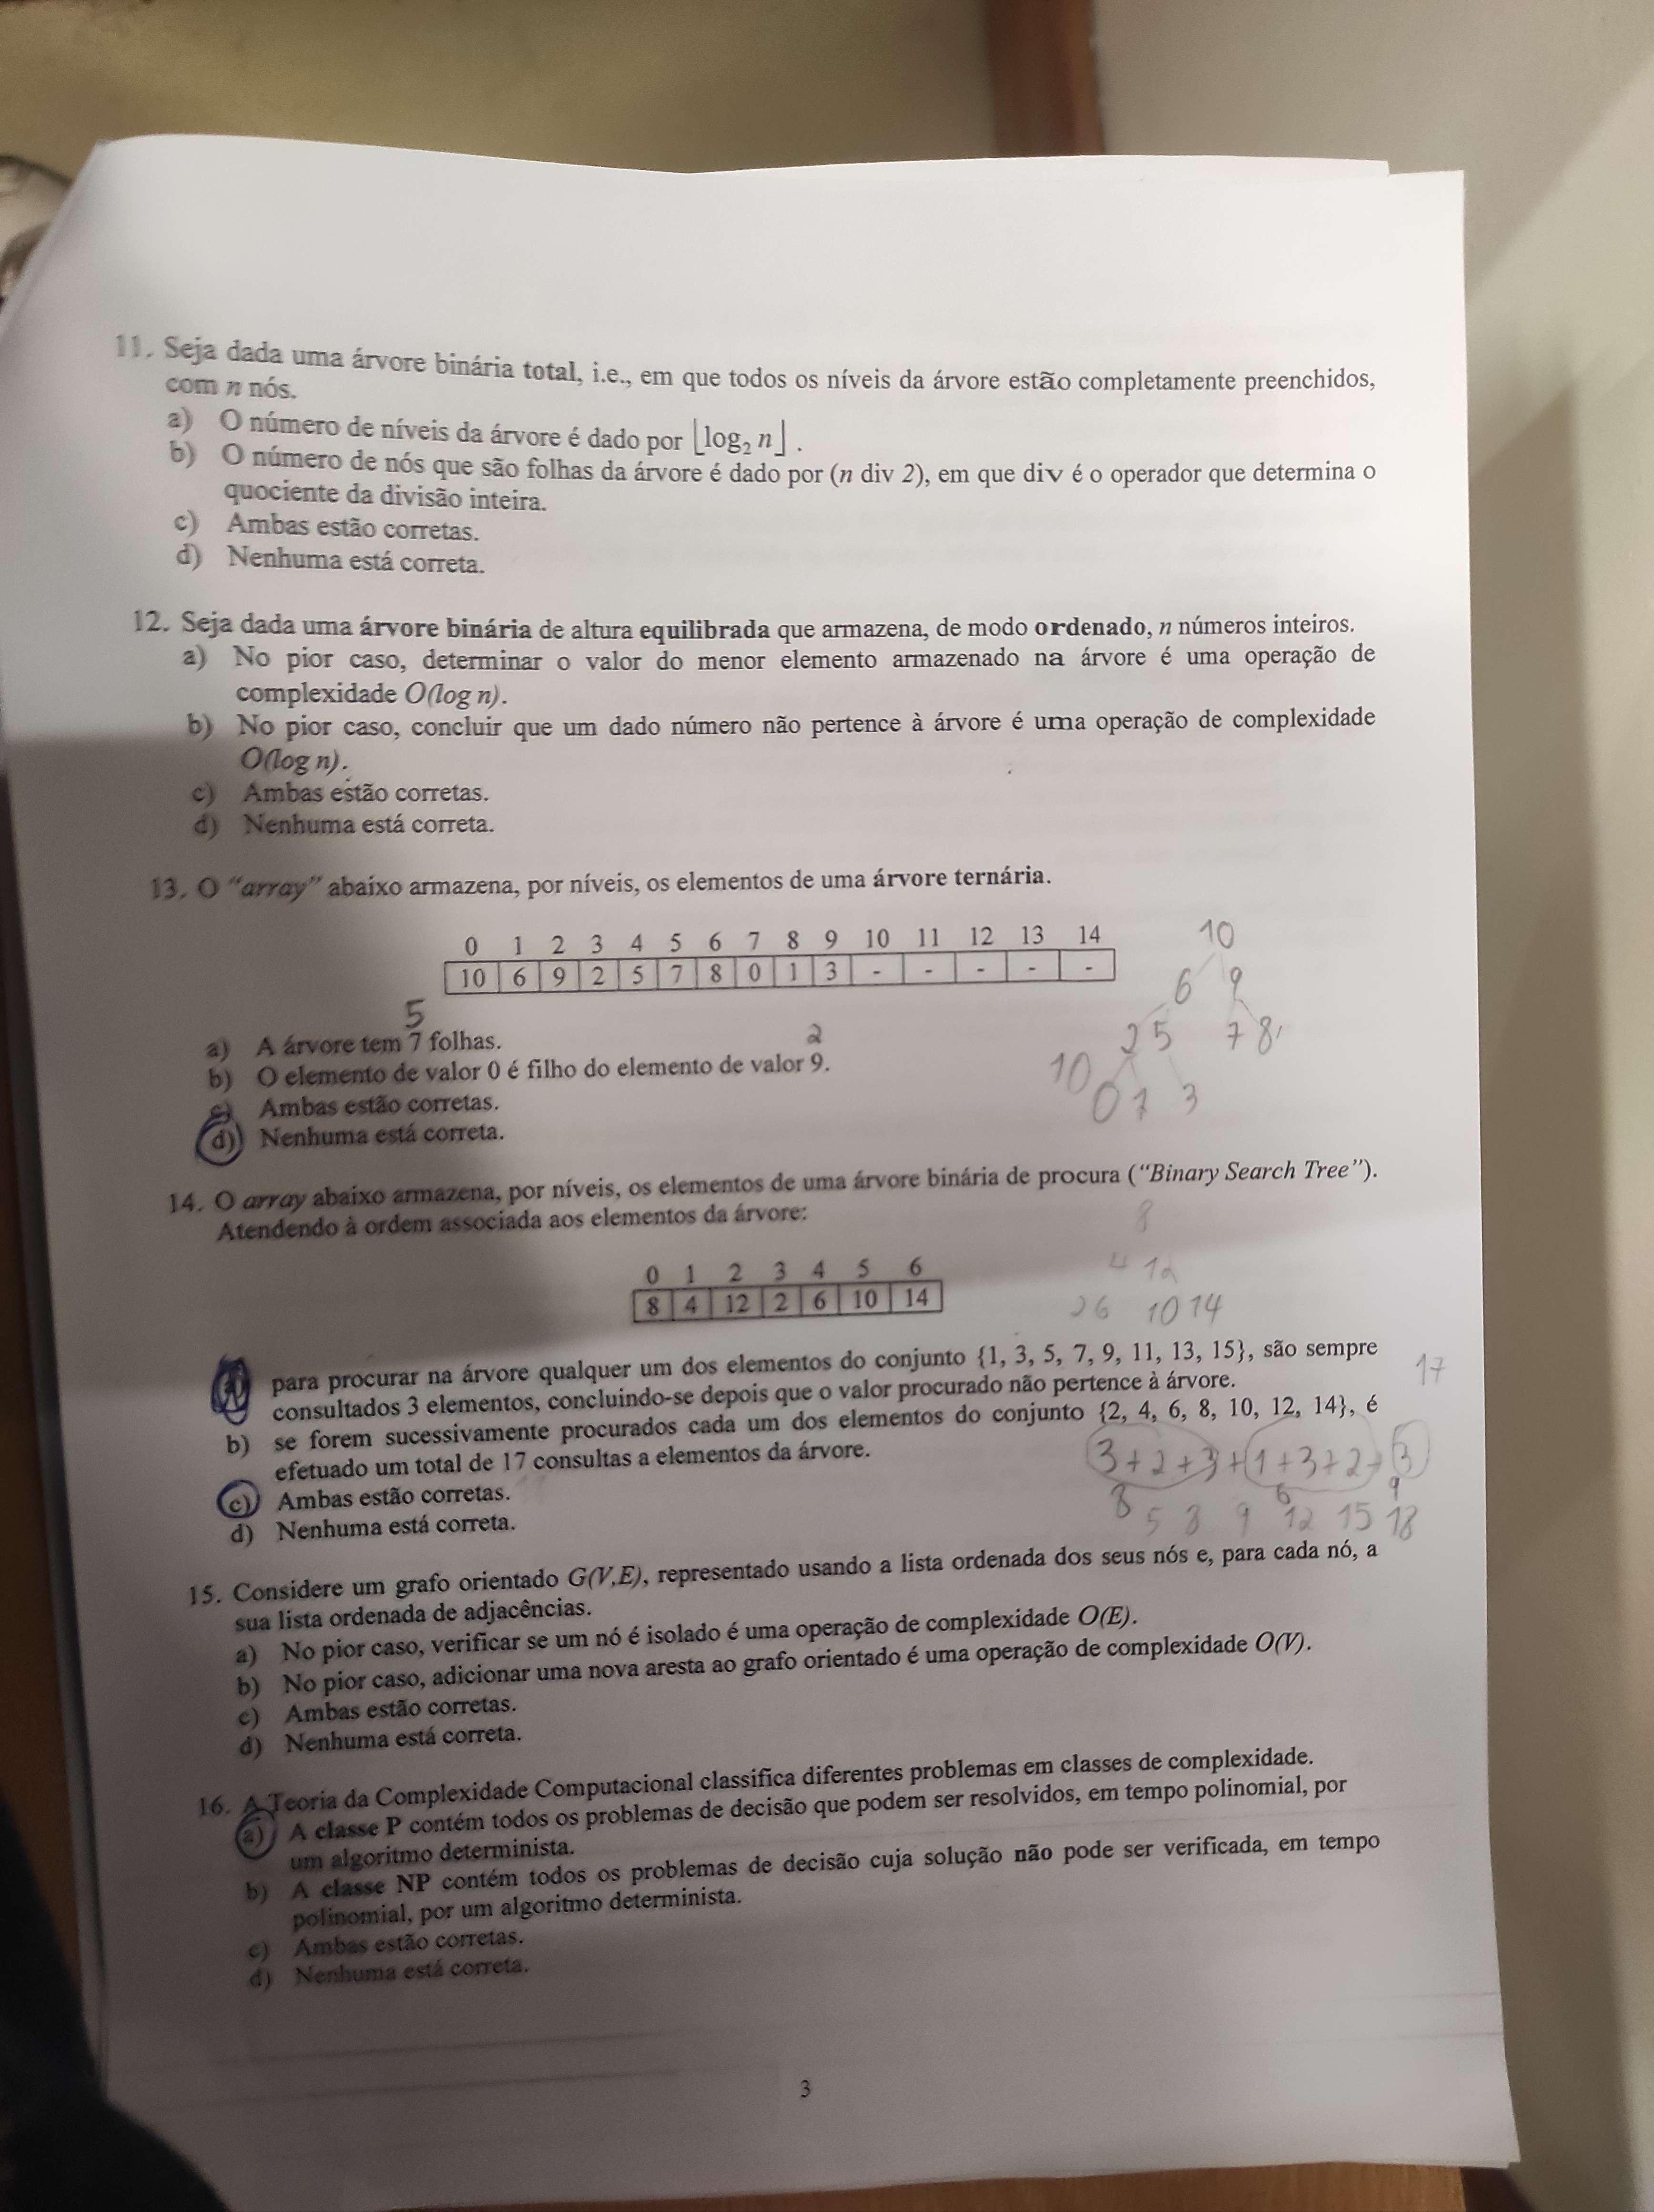 11. Seja dada uma árvore binária total, i.e., em que todos os níveis da árvore estão completamente preenchidos,
com n nós.
a) O número de níveis da árvore é dado por ⌊log₂ n⌋ .
b) O número de nós que são folhas da árvore é dado por (n div 2), em que div é o operador que determina o
quociente da divisão inteira.
c) Ambas estão corretas.
d) Nenhuma está correta.
12. Seja dada uma árvore binária de altura equilibrada que armazena, de modo ordenado, n números inteiros.
a) No pior caso, determinar o valor do menor elemento armazenado na árvore é uma operação de
complexidade O(log n).
b) No pior caso, concluir que um dado número não pertence à árvore é uma operação de complexidade
O(log n).
c) Ambas estão corretas.
d) Nenhuma está correta.
13. O “array” abaixo armazena, por níveis, os elementos de uma árvore ternária.
0 1 2 3 4 5 6 7 8 9 10 11 12 13 14
10 6 9 2 5 7 8 0 1 3 - - - - -
10
6 9
2 5 7 8
10 0 1 3
5
a) A árvore tem 7 folhas.
2
b) O elemento de valor 0 é filho do elemento de valor 9.
c) Ambas estão corretas.
d) Nenhuma está correta.
14. O array abaixo armazena, por níveis, os elementos de uma árvore binária de procura (“Binary Search Tree”).
Atendendo à ordem associada aos elementos da árvore:
0 1 2 3 4 5 6
8 4 12 2 6 10 14
8
4 12
2 6 10 14
a) para procurar na árvore qualquer um dos elementos do conjunto {1, 3, 5, 7, 9, 11, 13, 15}, são sempre
consultados 3 elementos, concluindo-se depois que o valor procurado não pertence à árvore.
17
b) se forem sucessivamente procurados cada um dos elementos do conjunto {2, 4, 6, 8, 10, 12, 14}, é
efetuado um total de 17 consultas a elementos da árvore.
3+2+3+1+3+2+3
8 6 9
5 8 9 12 15 18
c) Ambas estão corretas.
d) Nenhuma está correta.
15. Considere um grafo orientado G(V,E), representado usando a lista ordenada dos seus nós e, para cada nó, a
sua lista ordenada de adjacências.
a) No pior caso, verificar se um nó é isolado é uma operação de complexidade O(E).
b) No pior caso, adicionar uma nova aresta ao grafo orientado é uma operação de complexidade O(V).
c) Ambas estão corretas.
d) Nenhuma está correta.
16. A Teoria da Complexidade Computacional classifica diferentes problemas em classes de complexidade.
a) A classe P contém todos os problemas de decisão que podem ser resolvidos, em tempo polinomial, por
um algoritmo determinista.
b) A classe NP contém todos os problemas de decisão cuja solução não pode ser verificada, em tempo
polinomial, por um algoritmo determinista.
c) Ambas estão corretas.
d) Nenhuma está correta.
3